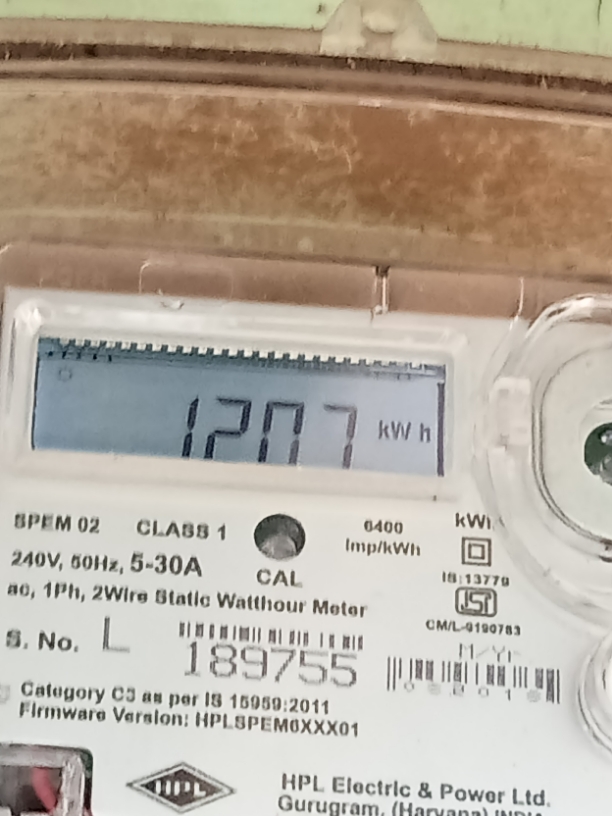 1207 kWh
SPEM 02 CLASS 1 6400 kWh
240V, 50Hz, 5-30A Imp/kWh
CAL IS:13779
ac, 1Ph, 2Wire Static Watthour Meter
CM/L-9190783
S. No. L 189755 M/Yr
Category C3 as per IS 15959:2011
Firmware Version: HPLSPEM6XXX01
HPL HPL Electric & Power Ltd.
Gurugram, (Haryana)